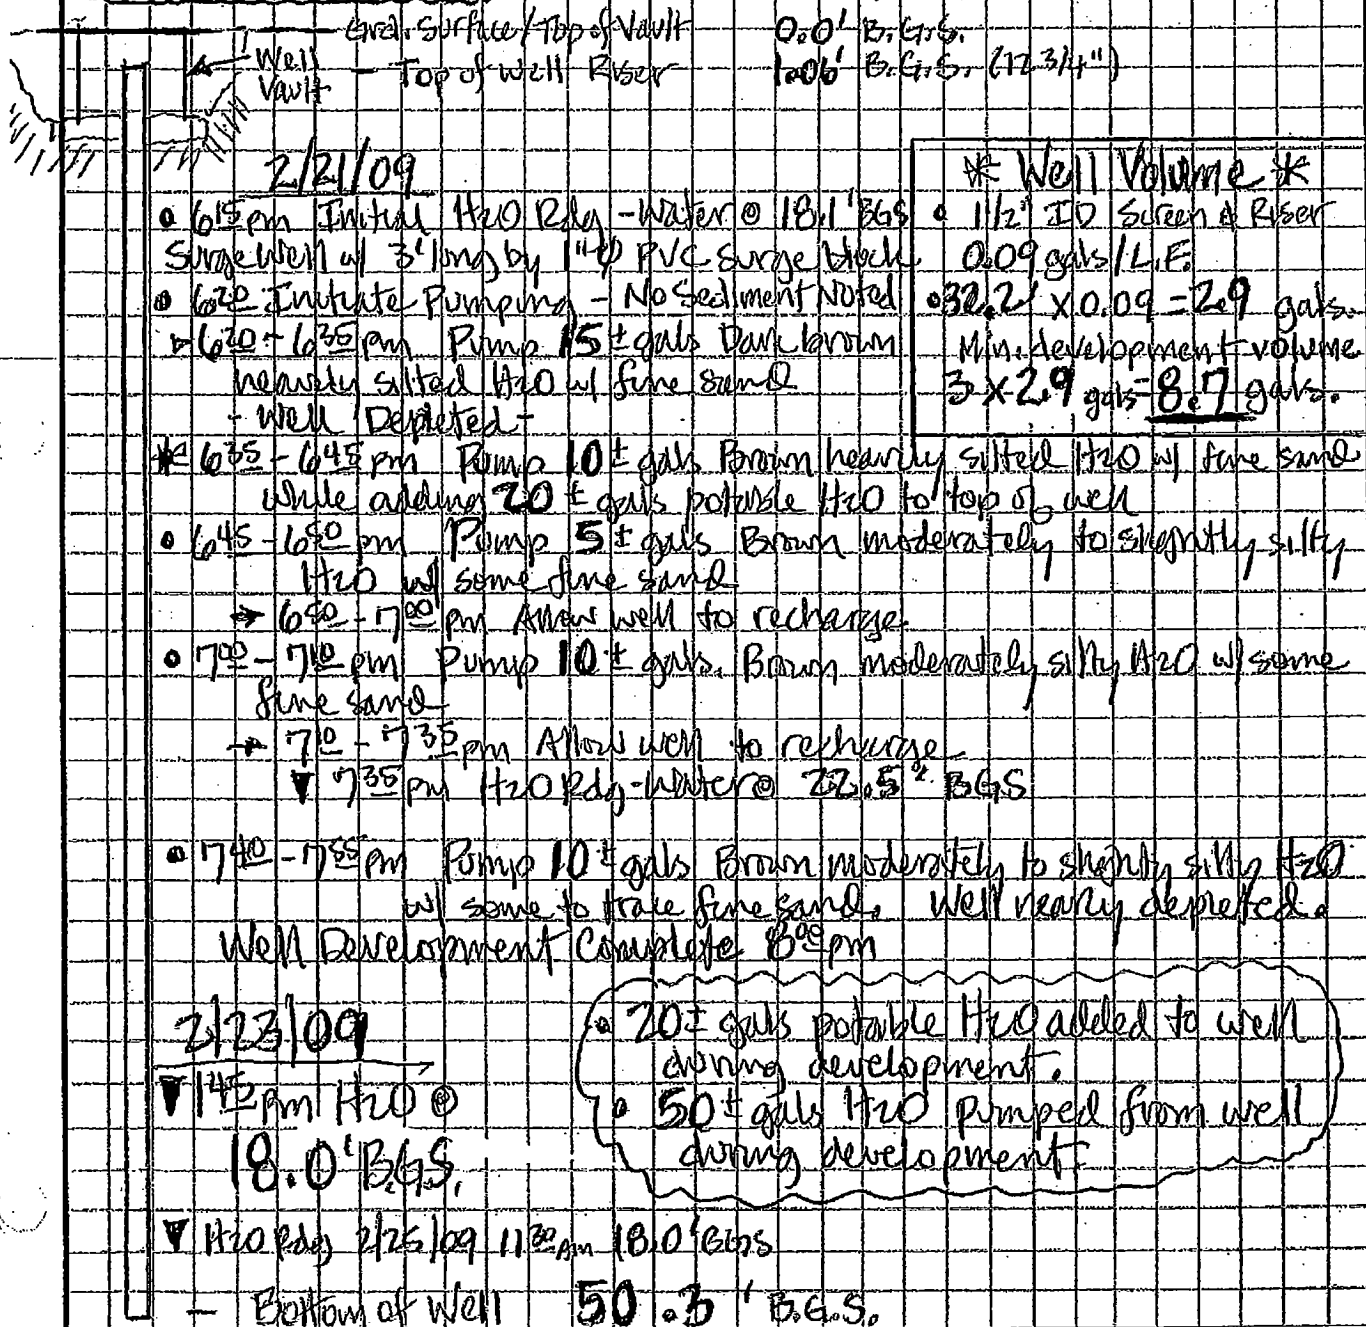 Grd. Surface/Top of Vault 0.0' B.G.S.
Well Vault
- Top of Well Riser 1.06' B.G.S. (12 3/4")
2/21/09
• 6 15 pm Initial H2O Rdg - Water @ 18.1' BGS
Surge Well w/ 3' long by 1"φ PVC surge block
• 6 20 Initiate Pumping - No Sediment Noted
▹ 6 20 - 6 35 pm Pump 15 ± gals Dark brown
heavily silted H2O w/ fine sand
- Well Depleted -
* Well Volume *
• 1 1/2" ID Screen & Riser
0.09 gals/L.F.
• 32.2' x 0.09 = 2.9 gals.
Min. development volume
3 x 2.9 gals = 8.7 gals.
* 6 35 - 6 45 pm Pump 10 ± gals Brown heavily silted H2O w/ fine sand
while adding 20 ± gals potable H2O to top of well
• 6 45 - 6 50 pm Pump 5 ± gals Brown moderately to slightly silty
H2O w/ some fine sand
→ 6 50 - 7 00 pm Allow well to recharge
• 7 00 - 7 10 pm Pump 10 ± gals. Brown moderately silty H2O w/ some
fine sand
→ 7 10 - 7 35 pm Allow well to recharge
▼ 7 35 pm H2O Rdg - Water @ 22.5' BGS
• 7 40 - 7 55 pm Pump 10 ± gals Brown moderately to slightly silty H2O
w/ some to trace fine sand. Well nearly depleted.
Well Development Complete 8 00 pm
2/23/09
▼ 1 45 pm H2O @
18.0' B.G.S.
• 20 ± gals potable H2O added to well
during development.
• 50 ± gals H2O pumped from well
during development.
▼ H2O Rdg 2/25/09 11 30 am 18.0' BGS
- Bottom of Well 50.3' B.G.S.